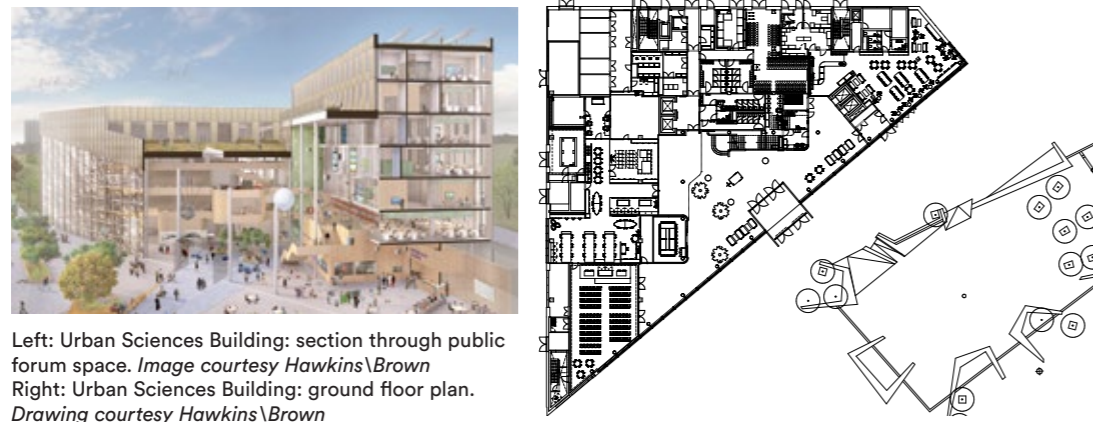 Left: Urban Sciences Building: section through public
forum space. Image courtesy Hawkins\Brown
Right: Urban Sciences Building: ground floor plan.
Drawing courtesy Hawkins\Brown